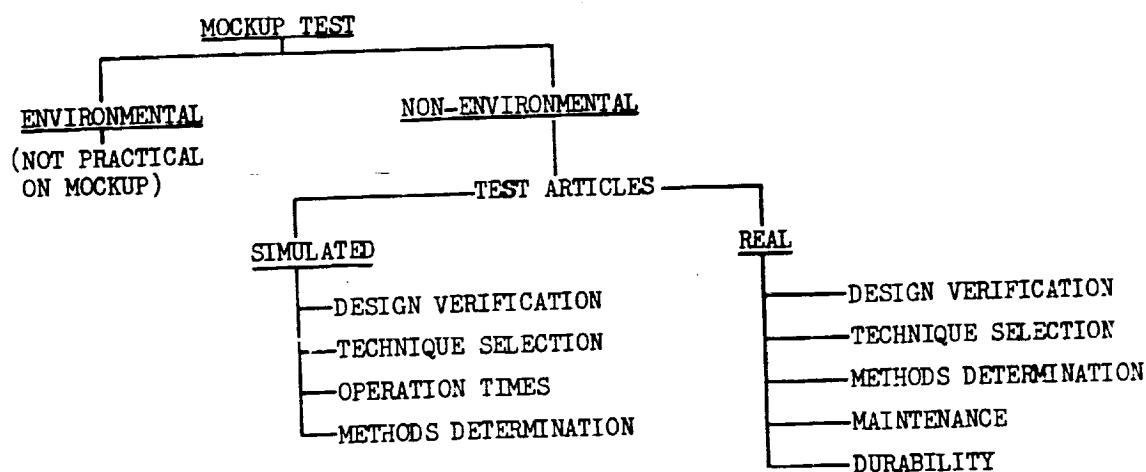 MOCKUP TEST
ENVIRONMENTAL
(NOT PRACTICAL
ON MOCKUP)
NON-ENVIRONMENTAL
TEST ARTICLES
SIMULATED
DESIGN VERIFICATION
TECHNIQUE SELECTION
OPERATION TIMES
METHODS DETERMINATION
REAL
DESIGN VERIFICATION
TECHNIQUE SELECTION
METHODS DETERMINATION
MAINTENANCE
DURABILITY